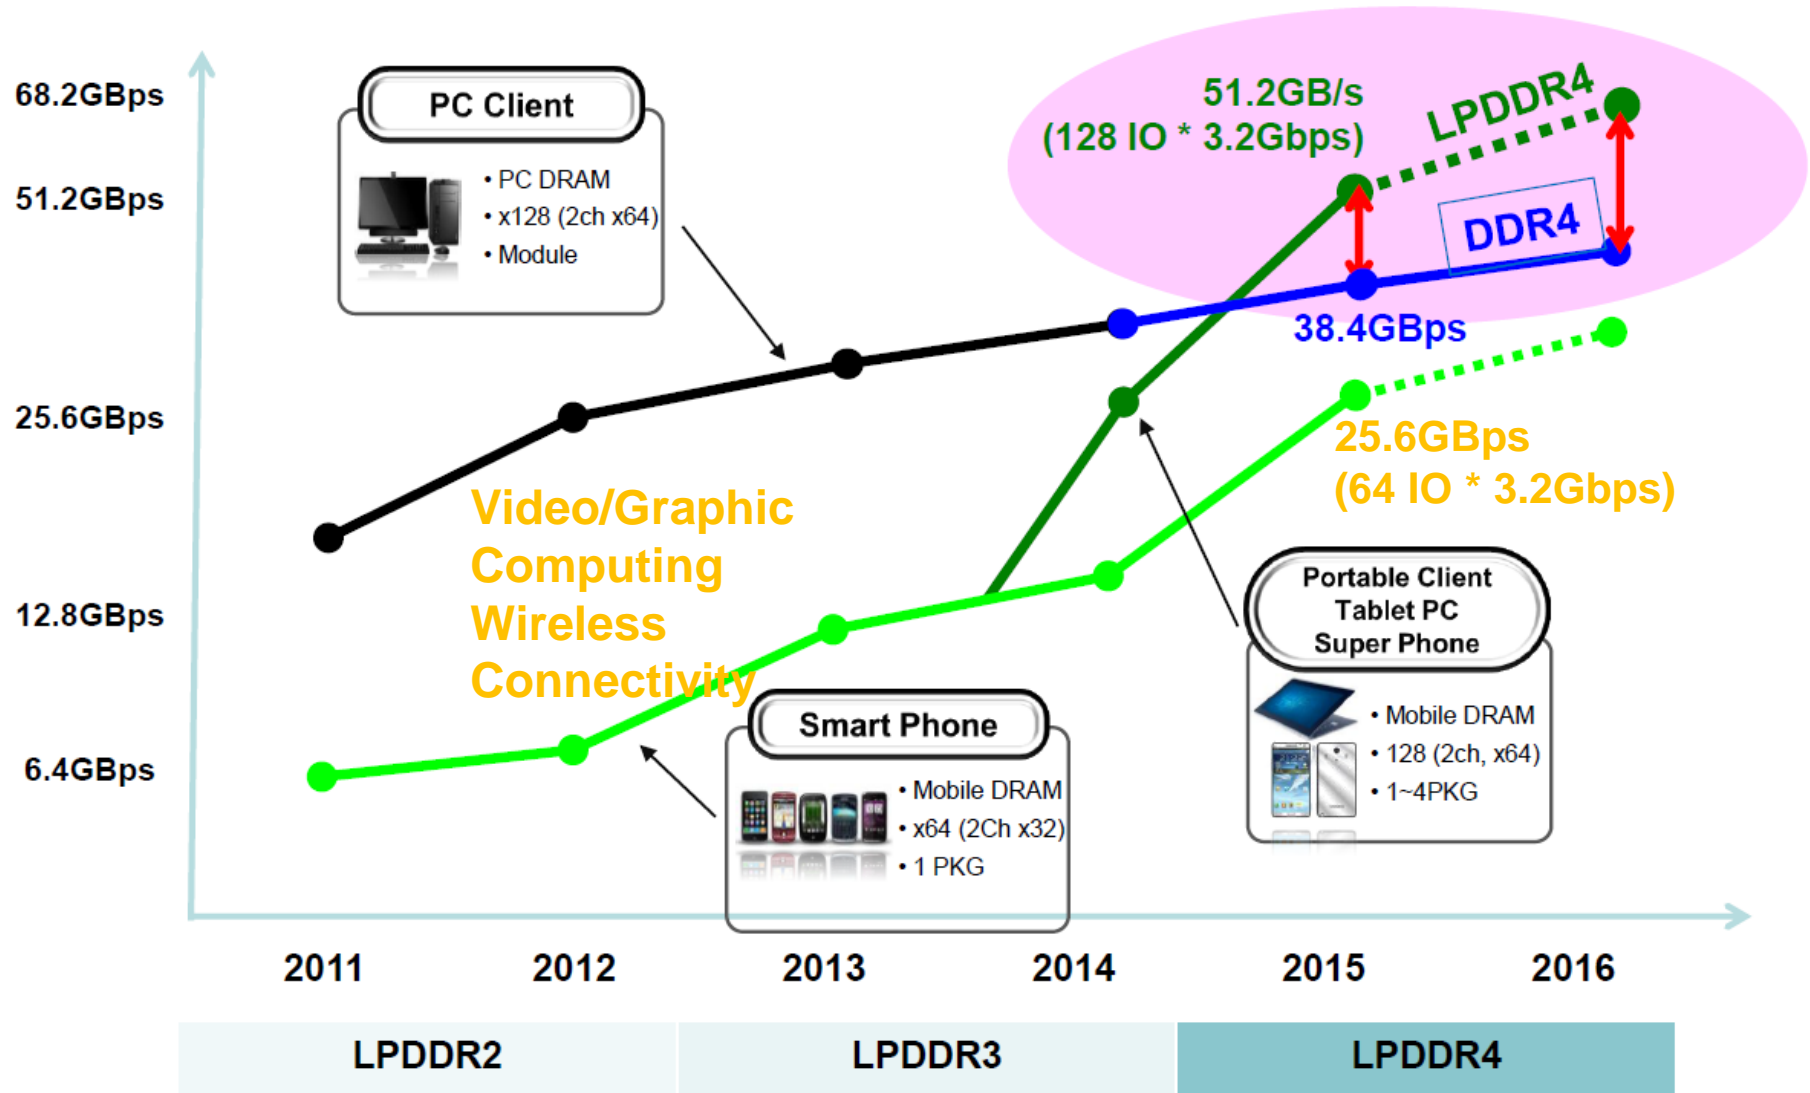 68.2GBps
51.2GBps
25.6GBps
12.8GBps
6.4GBps
PC Client
• PC DRAM
• x128 (2ch x64)
• Module
51.2GB/s
(128 IO * 3.2Gbps)
LPDDR4
DDR4
38.4GBps
25.6GBps
(64 IO * 3.2Gbps)
Video/Graphic
Computing
Wireless
Connectivity
Smart Phone
• Mobile DRAM
• x64 (2Ch x32)
• 1 PKG
Portable Client
Tablet PC
Super Phone
• Mobile DRAM
• 128 (2ch, x64)
• 1~4PKG
2011 2012 2013 2014 2015 2016
LPDDR2 LPDDR3 LPDDR4